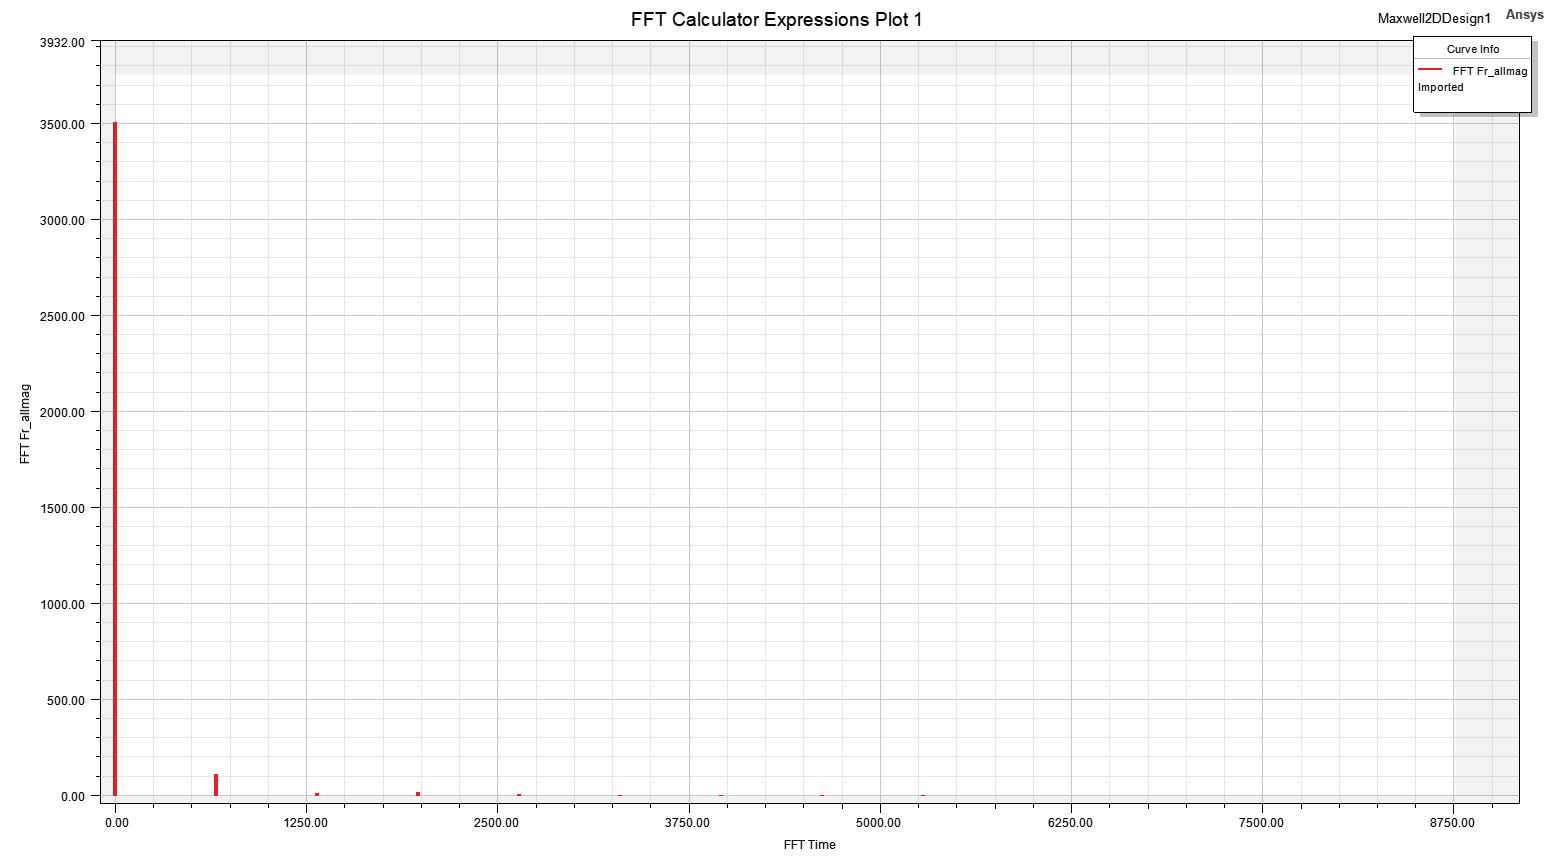 FFT Calculator Expressions Plot 1
Maxwell2DDesign1
Ansys
Curve Info
FFT Fr_allmag
Imported
3932.00
3500.00
3000.00
2500.00
2000.00
1500.00
1000.00
500.00
0.00
FFT Fr_allmag
0.00 1250.00 2500.00 3750.00 5000.00 6250.00 7500.00 8750.00
FFT Time